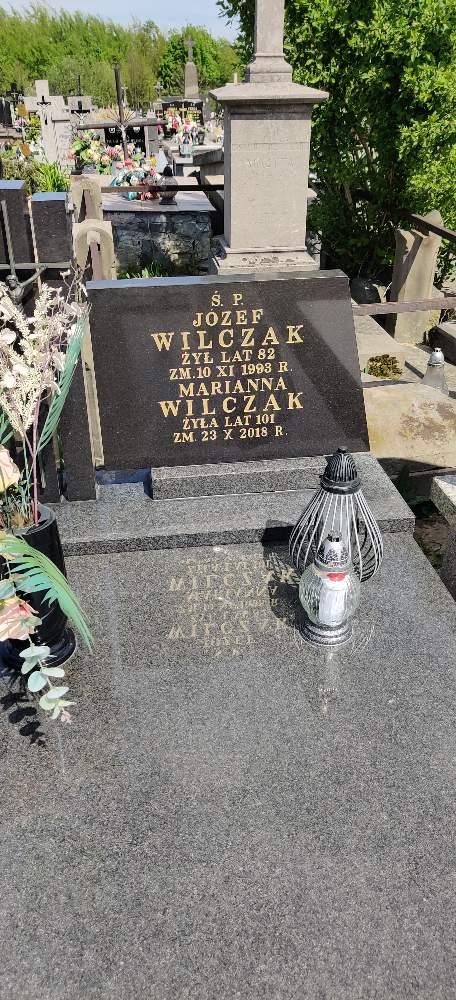 Ś. P.
JÓZEF
WILCZAK
ŻYŁ LAT 82
ZM. 10 XI 1993 R.
MARIANNA
WILCZAK
ŻYŁA LAT 101
ZM. 23 X 2018 R.